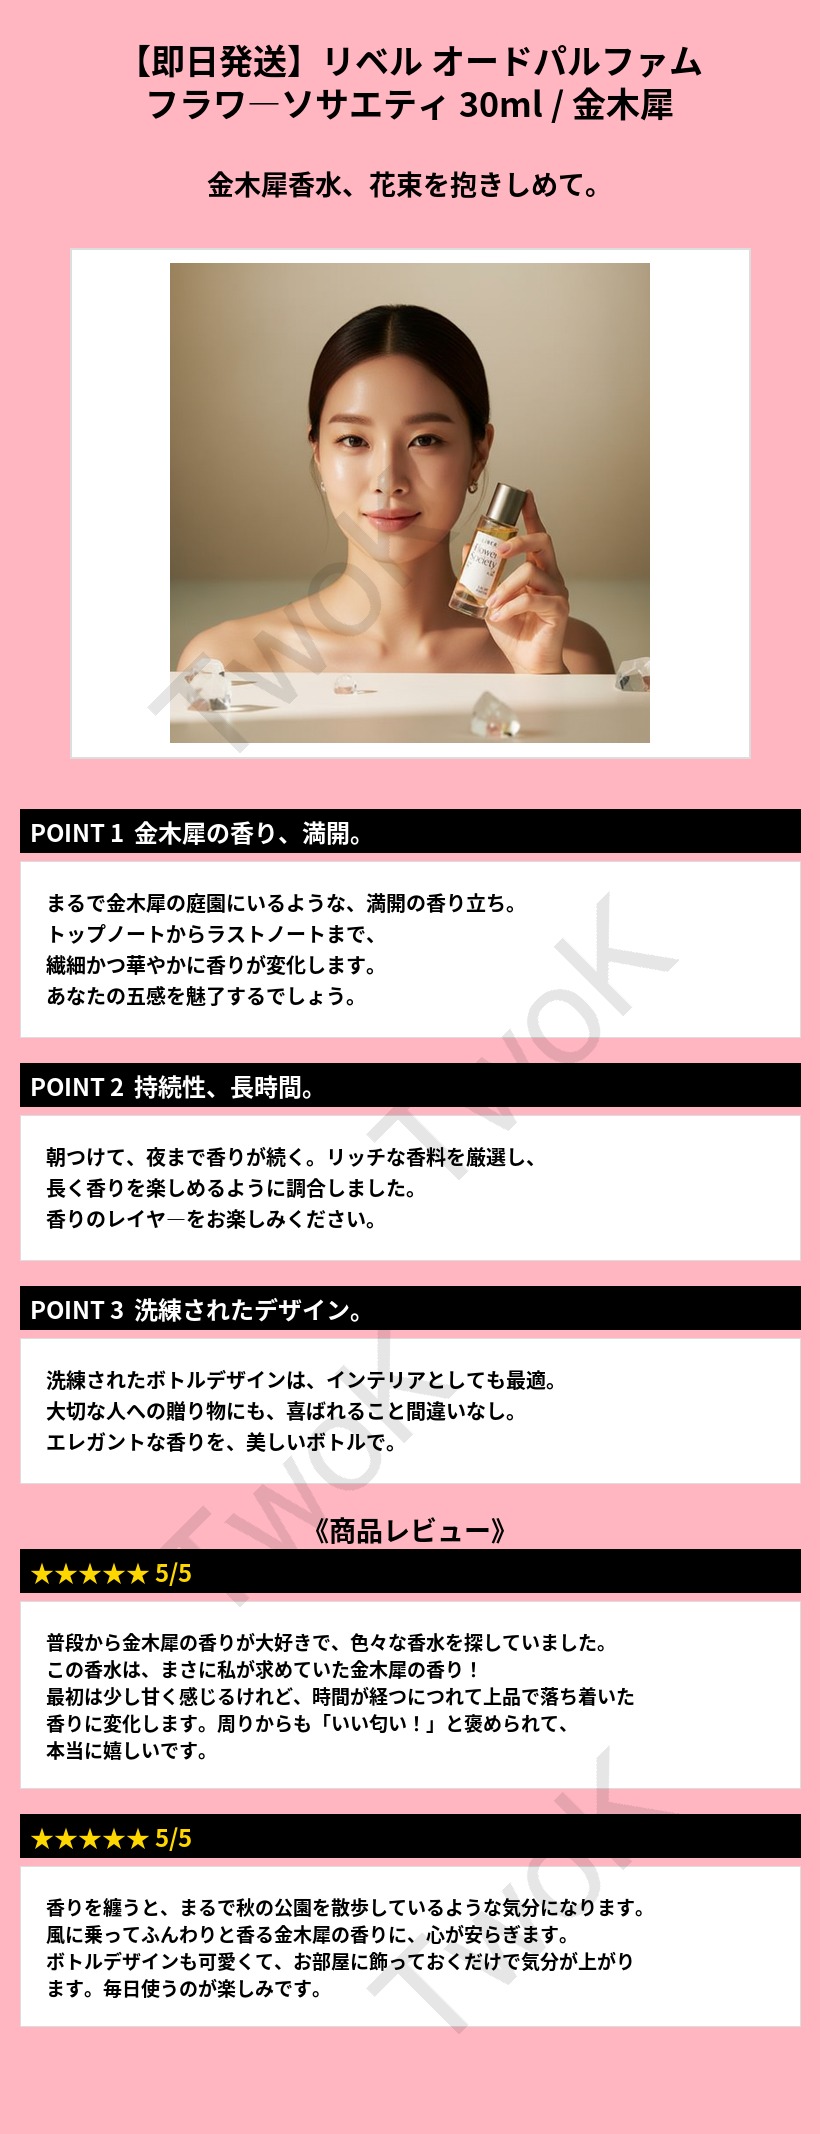 【即日発送】リベル オードパルファム
フラワ―ソサエティ 30ml / 金木犀
金木犀香水、花束を抱きしめて。
LIBER
Flower
Society
POINT 1 金木犀の香り、満開。
まるで金木犀の庭園にいるような、満開の香り立ち。
トップノートからラストノートまで、
繊細かつ華やかに香りが変化します。
あなたの五感を魅了するでしょう。
POINT 2 持続性、長時間。
朝つけて、夜まで香りが続く。リッチな香料を厳選し、
長く香りを楽しめるように調合しました。
香りのレイヤ―をお楽しみください。
POINT 3 洗練されたデザイン。
洗練されたボトルデザインは、インテリアとしても最適。
大切な人への贈り物にも、喜ばれること間違いなし。
エレガントな香りを、美しいボトルで。
《商品レビュー》
★★★★★ 5/5
普段から金木犀の香りが大好きで、色々な香水を探していました。
この香水は、まさに私が求めていた金木犀の香り！
最初は少し甘く感じるけれど、時間が経つにつれて上品で落ち着いた
香りに変化します。周りからも「いい匂い！」と褒められて、
本当に嬉しいです。
★★★★★ 5/5
香りを纏うと、まるで秋の公園を散歩しているような気分になります。
風に乗ってふんわりと香る金木犀の香りに、心が安らぎます。
ボトルデザインも可愛くて、お部屋に飾っておくだけで気分が上がり
ます。毎日使うのが楽しみです。
TwoK
TwoK
TwoK
TwoK